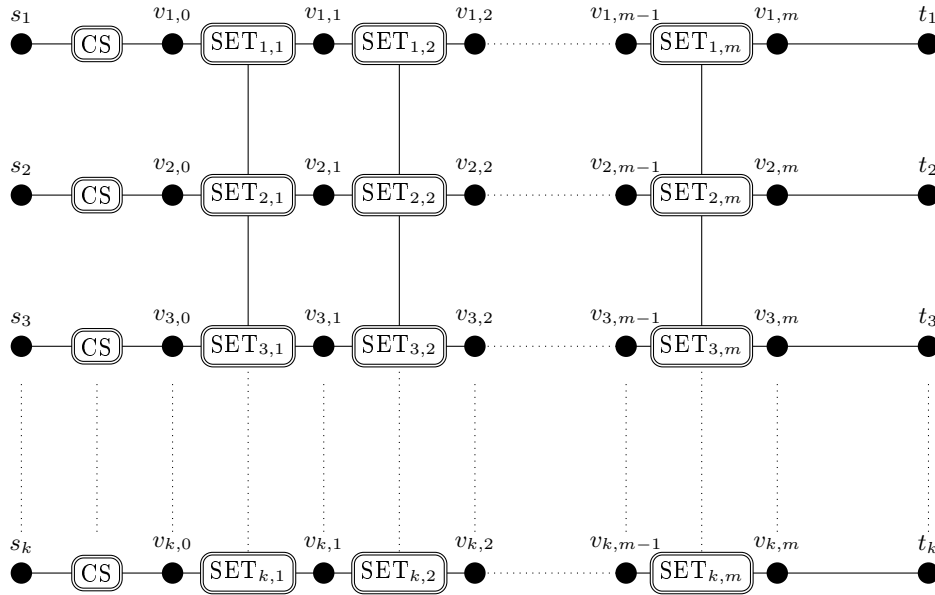 s₁ v₁,₀ v₁,₁ v₁,₂ v₁,ₘ₋₁ v₁,ₘ t₁
CS SET₁,₁ SET₁,₂ SET₁,ₘ
s₂ v₂,₀ v₂,₁ v₂,₂ v₂,ₘ₋₁ v₂,ₘ t₂
CS SET₂,₁ SET₂,₂ SET₂,ₘ
s₃ v₃,₀ v₃,₁ v₃,₂ v₃,ₘ₋₁ v₃,ₘ t₃
CS SET₃,₁ SET₃,₂ SET₃,ₘ
sₖ vₖ,₀ vₖ,₁ vₖ,₂ vₖ,ₘ₋₁ vₖ,ₘ tₖ
CS SETₖ,₁ SETₖ,₂ SETₖ,ₘ